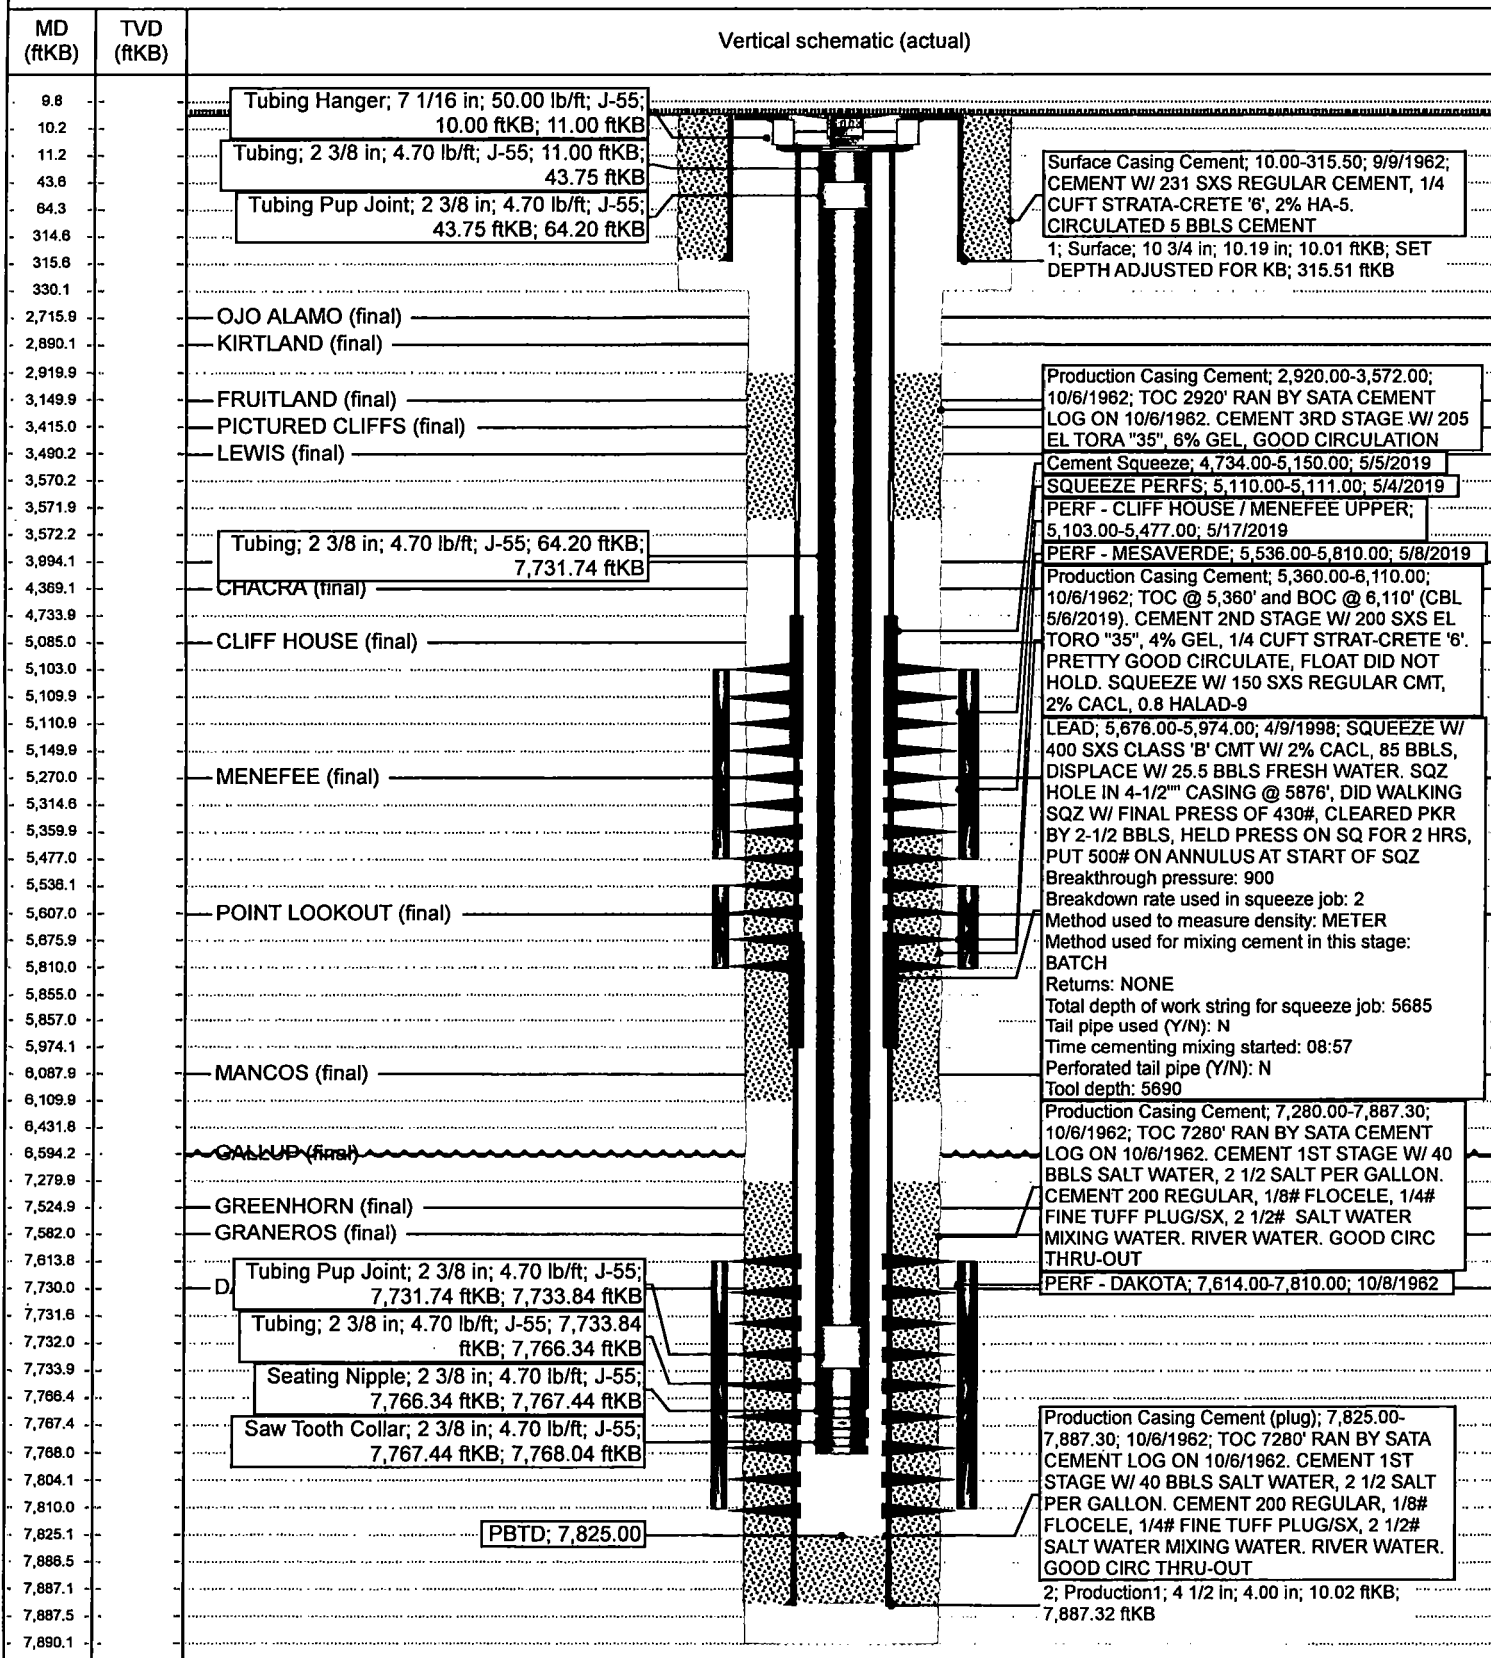 MD
(ftKB)
TVD
(ftKB)
Vertical schematic (actual)
9.8
10.2
11.2
43.6
64.3
314.6
315.6
330.1
2,715.9
2,890.1
2,919.9
3,149.9
3,415.0
3,490.2
3,570.2
3,571.9
3,572.2
3,994.1
4,369.1
4,733.9
5,085.0
5,103.0
5,109.9
5,110.9
5,149.9
5,270.0
5,314.6
5,359.9
5,477.0
5,538.1
5,607.0
5,675.9
5,810.0
5,855.0
5,857.0
5,974.1
6,087.9
6,109.9
6,431.8
6,594.2
7,279.9
7,524.9
7,582.0
7,613.8
7,730.0
7,731.6
7,732.0
7,733.9
7,766.4
7,767.4
7,768.0
7,804.1
7,810.0
7,825.1
7,886.5
7,887.1
7,887.5
7,890.1
Tubing Hanger; 7 1/16 in; 50.00 lb/ft; J-55;
10.00 ftKB; 11.00 ftKB
Tubing; 2 3/8 in; 4.70 lb/ft; J-55; 11.00 ftKB;
43.75 ftKB
Tubing Pup Joint; 2 3/8 in; 4.70 lb/ft; J-55;
43.75 ftKB; 64.20 ftKB
OJO ALAMO (final)
KIRTLAND (final)
FRUITLAND (final)
PICTURED CLIFFS (final)
LEWIS (final)
Tubing; 2 3/8 in; 4.70 lb/ft; J-55; 64.20 ftKB;
7,731.74 ftKB
CHACRA (final)
CLIFF HOUSE (final)
MENEFEE (final)
POINT LOOKOUT (final)
MANCOS (final)
GALLUP (final)
GREENHORN (final)
GRANEROS (final)
Tubing Pup Joint; 2 3/8 in; 4.70 lb/ft; J-55;
7,731.74 ftKB; 7,733.84 ftKB
Tubing; 2 3/8 in; 4.70 lb/ft; J-55; 7,733.84
ftKB; 7,766.34 ftKB
Seating Nipple; 2 3/8 in; 4.70 lb/ft; J-55;
7,766.34 ftKB; 7,767.44 ftKB
Saw Tooth Collar; 2 3/8 in; 4.70 lb/ft; J-55;
7,767.44 ftKB; 7,768.04 ftKB
PBTD; 7,825.00
Surface Casing Cement; 10.00-315.50; 9/9/1962;
CEMENT W/ 231 SXS REGULAR CEMENT, 1/4
CUFT STRATA-CRETE '6', 2% HA-5.
CIRCULATED 5 BBLS CEMENT
1; Surface; 10 3/4 in; 10.19 in; 10.01 ftKB; SET
DEPTH ADJUSTED FOR KB; 315.51 ftKB
Production Casing Cement; 2,920.00-3,572.00;
10/6/1962; TOC 2920' RAN BY SATA CEMENT
LOG ON 10/6/1962. CEMENT 3RD STAGE W/ 205
EL TORA "35", 6% GEL, GOOD CIRCULATION
Cement Squeeze; 4,734.00-5,150.00; 5/5/2019
SQUEEZE PERFS; 5,110.00-5,111.00; 5/4/2019
PERF - CLIFF HOUSE / MENEFEE UPPER;
5,103.00-5,477.00; 5/17/2019
PERF - MESAVERDE; 5,536.00-5,810.00; 5/8/2019
Production Casing Cement; 5,360.00-6,110.00;
10/6/1962; TOC @ 5,360' and BOC @ 6,110' (CBL
5/6/2019). CEMENT 2ND STAGE W/ 200 SXS EL
TORO "35", 4% GEL, 1/4 CUFT STRAT-CRETE '6'.
PRETTY GOOD CIRCULATE, FLOAT DID NOT
HOLD. SQUEEZE W/ 150 SXS REGULAR CMT,
2% CACL, 0.8 HALAD-9
LEAD; 5,676.00-5,974.00; 4/9/1998; SQUEEZE W/
400 SXS CLASS 'B' CMT W/ 2% CACL, 85 BBLS,
DISPLACE W/ 25.5 BBLS FRESH WATER. SQZ
HOLE IN 4-1/2"" CASING @ 5876', DID WALKING
SQZ W/ FINAL PRESS OF 430#, CLEARED PKR
BY 2-1/2 BBLS, HELD PRESS ON SQ FOR 2 HRS,
PUT 500# ON ANNULUS AT START OF SQZ
Breakthrough pressure: 900
Breakdown rate used in squeeze job: 2
Method used to measure density: METER
Method used for mixing cement in this stage:
BATCH
Returns: NONE
Total depth of work string for squeeze job: 5685
Tail pipe used (Y/N): N
Time cementing mixing started: 08:57
Perforated tail pipe (Y/N): N
Tool depth: 5690
Production Casing Cement; 7,280.00-7,887.30;
10/6/1962; TOC 7280' RAN BY SATA CEMENT
LOG ON 10/6/1962. CEMENT 1ST STAGE W/ 40
BBLS SALT WATER, 2 1/2 SALT PER GALLON.
CEMENT 200 REGULAR, 1/8# FLOCELE, 1/4#
FINE TUFF PLUG/SX, 2 1/2# SALT WATER
MIXING WATER. RIVER WATER. GOOD CIRC
THRU-OUT
PERF - DAKOTA; 7,614.00-7,810.00; 10/8/1962
Production Casing Cement (plug); 7,825.00-
7,887.30; 10/6/1962; TOC 7280' RAN BY SATA
CEMENT LOG ON 10/6/1962. CEMENT 1ST
STAGE W/ 40 BBLS SALT WATER, 2 1/2 SALT
PER GALLON. CEMENT 200 REGULAR, 1/8#
FLOCELE, 1/4# FINE TUFF PLUG/SX, 2 1/2#
SALT WATER MIXING WATER. RIVER WATER.
GOOD CIRC THRU-OUT
2; Production1; 4 1/2 in; 4.00 in; 10.02 ftKB;
7,887.32 ftKB